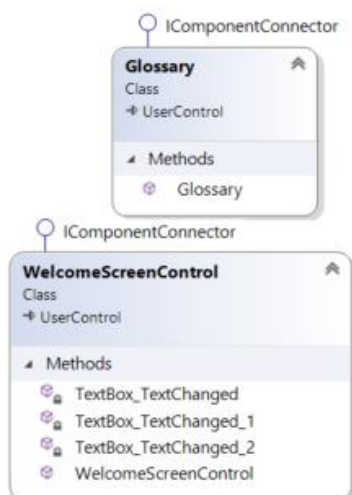 IComponentConnector
Glossary
Class
UserControl
Methods
Glossary
IComponentConnector
WelcomeScreenControl
Class
UserControl
Methods
TextBox_TextChanged
TextBox_TextChanged_1
TextBox_TextChanged_2
WelcomeScreenControl